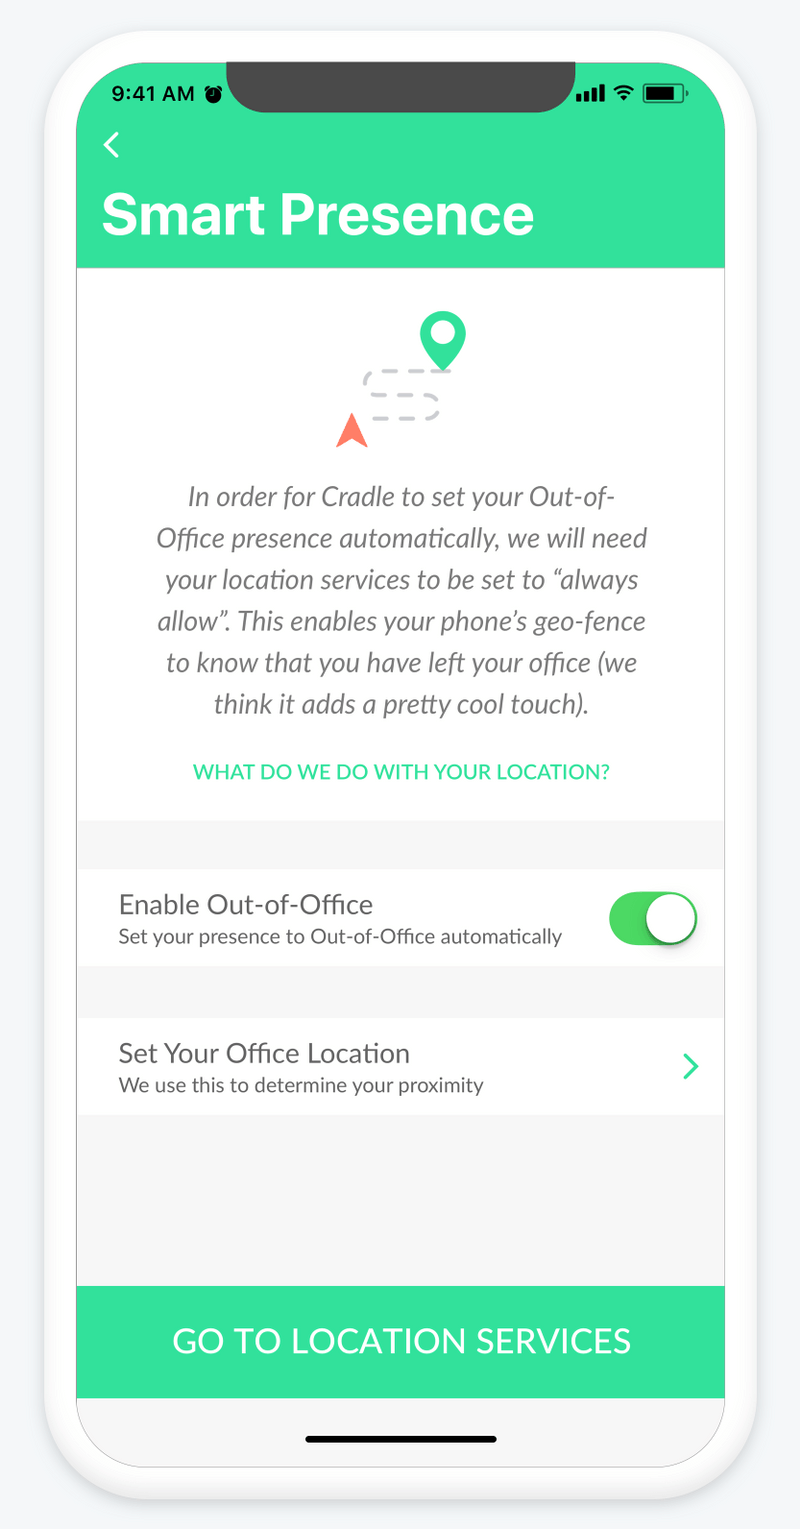 9:41 AM
Smart Presence
In order for Cradle to set your Out-of-
Office presence automatically, we will need
your location services to be set to “always
allow”. This enables your phone’s geo-fence
to know that you have left your office (we
think it adds a pretty cool touch).
WHAT DO WE DO WITH YOUR LOCATION?
Enable Out-of-Office
Set your presence to Out-of-Office automatically
Set Your Office Location
We use this to determine your proximity
GO TO LOCATION SERVICES